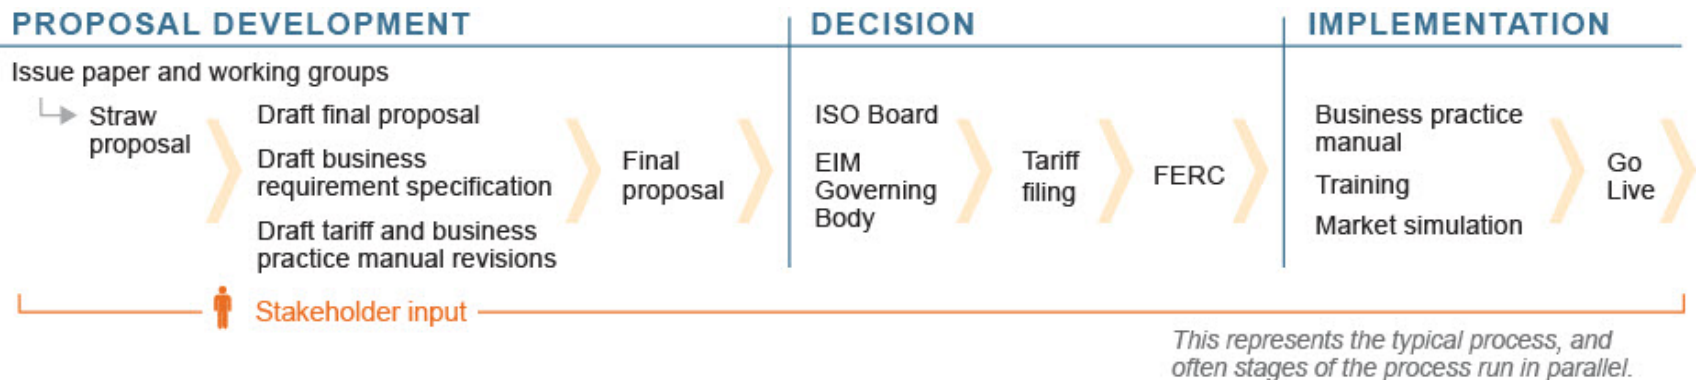 PROPOSAL DEVELOPMENT
Issue paper and working groups
Straw
proposal
Draft final proposal
Draft business
requirement specification
Draft tariff and business
practice manual revisions
Final
proposal
DECISION
ISO Board
EIM
Governing
Body
Tariff
filing
FERC
IMPLEMENTATION
Business practice
manual
Training
Market simulation
Go
Live
Stakeholder input
This represents the typical process, and
often stages of the process run in parallel.